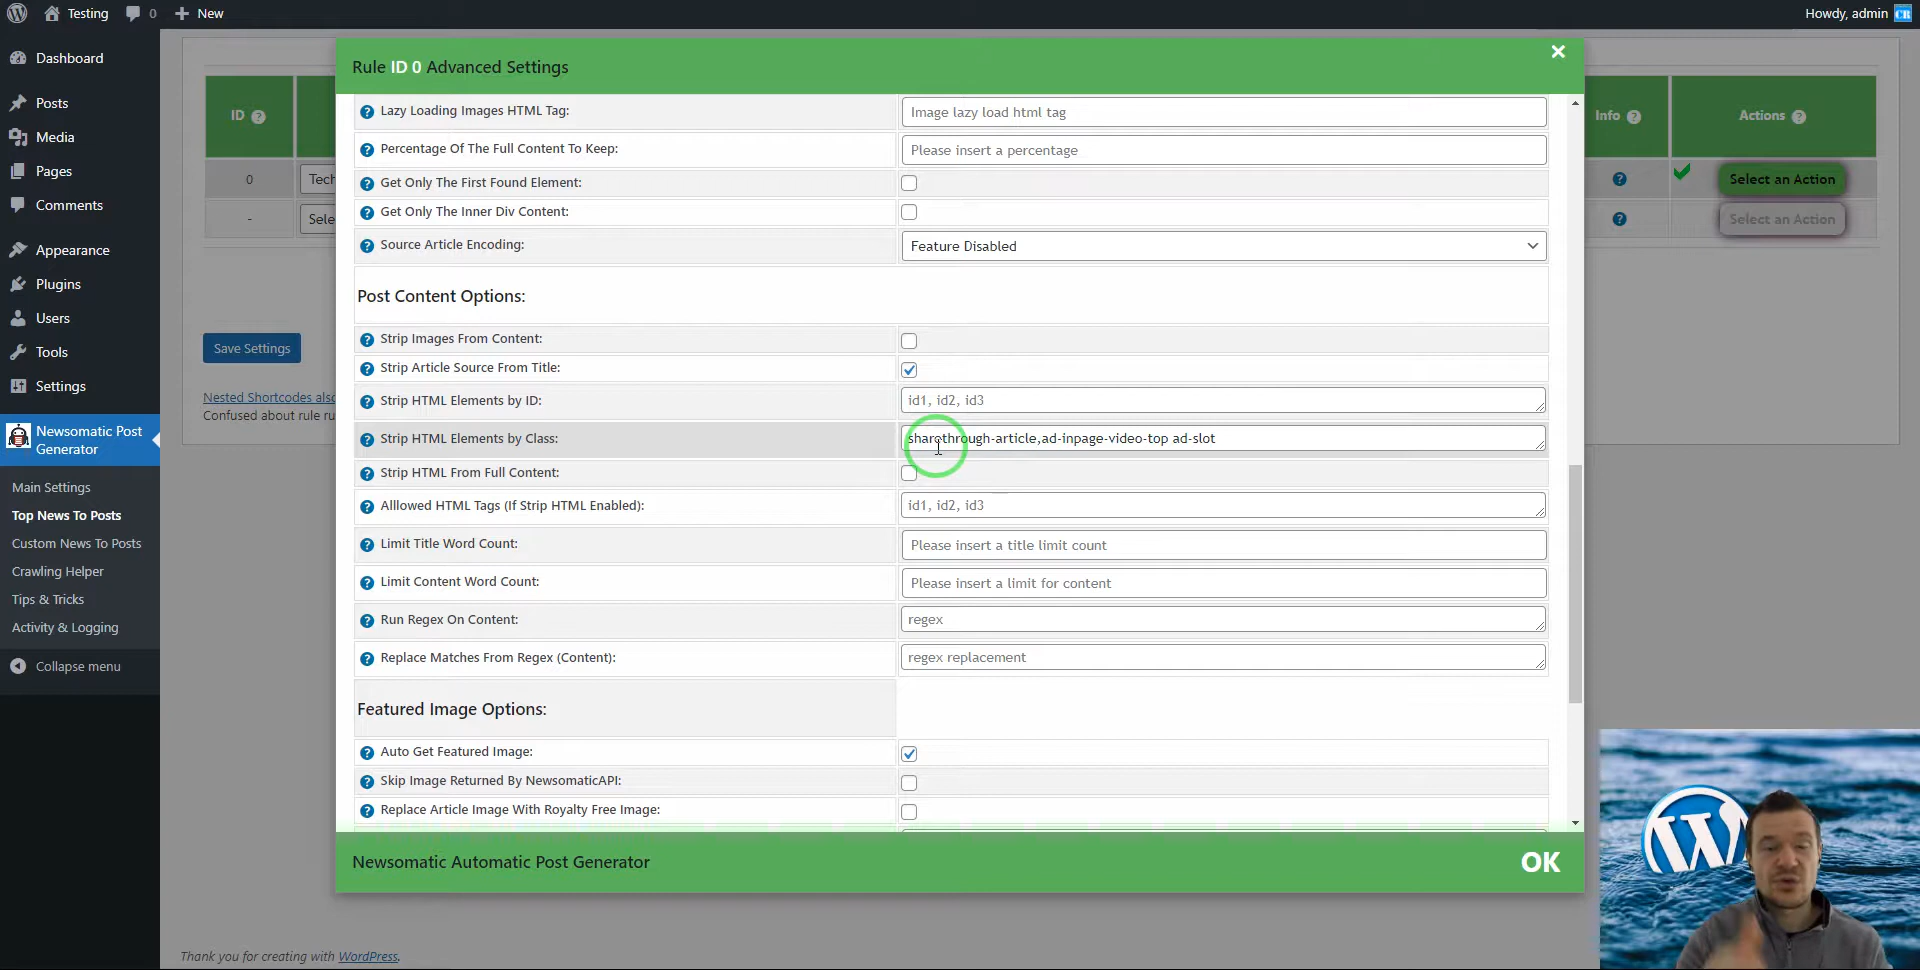 Testing
0
New
Howdy, admin
Dashboard
Posts
Media
Pages
Comments
Appearance
Plugins
Users
Tools
Settings
Newsomatic Post
Generator
Main Settings
Top News To Posts
Custom News To Posts
Crawling Helper
Tips & Tricks
Activity & Logging
Collapse menu
ID ?
0
Tech
-
Sele
Save Settings
Nested Shortcodes also
Confused about rule ru
Info ?
Actions ?
?
Select an Action
?
Select an Action
Rule ID 0 Advanced Settings
×
? Lazy Loading Images HTML Tag:
Image lazy load html tag
? Percentage Of The Full Content To Keep:
Please insert a percentage
? Get Only The First Found Element:
? Get Only The Inner Div Content:
? Source Article Encoding:
Feature Disabled
Post Content Options:
? Strip Images From Content:
? Strip Article Source From Title:
? Strip HTML Elements by ID:
id1, id2, id3
? Strip HTML Elements by Class:
sharethrough-article,ad-inpage-video-top ad-slot
? Strip HTML From Full Content:
? Alllowed HTML Tags (If Strip HTML Enabled):
id1, id2, id3
? Limit Title Word Count:
Please insert a title limit count
? Limit Content Word Count:
Please insert a limit for content
? Run Regex On Content:
regex
? Replace Matches From Regex (Content):
regex replacement
Featured Image Options:
? Auto Get Featured Image:
? Skip Image Returned By NewsomaticAPI:
? Replace Article Image With Royalty Free Image:
Newsomatic Automatic Post Generator
OK
Thank you for creating with WordPress.